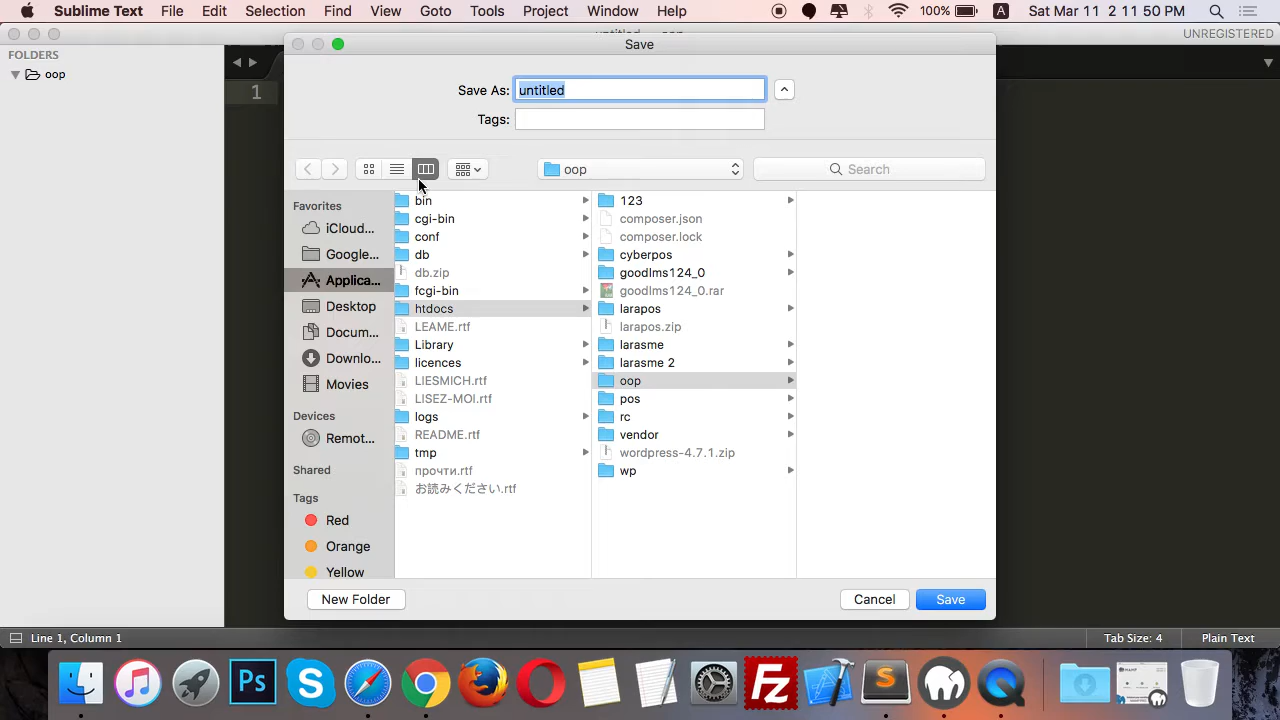 Sublime Text File Edit Selection Find View Goto Tools Project Window Help 100% A Sat Mar 11 2 11 50 PM
UNREGISTERED
FOLDERS
oop
1
Save
Save As: untitled
Tags:
oop
Search
Favorites
iCloud...
Google...
Applica...
Desktop
Docum...
Downlo...
Movies
Devices
Remot...
Shared
Tags
Red
Orange
Yellow
bin
cgi-bin
conf
db
db.zip
fcgi-bin
htdocs
LEAME.rtf
Library
licences
LIESMICH.rtf
LISEZ-MOI.rtf
logs
README.rtf
tmp
прочти.rtf
お読みください.rtf
123
composer.json
composer.lock
cyberpos
goodlms124_0
goodlms124_0.rar
larapos
larapos.zip
larasme
larasme 2
oop
pos
rc
vendor
wordpress-4.7.1.zip
wp
New Folder
Cancel
Save
Line 1, Column 1
Tab Size: 4
Plain Text
Ps
S
Fz
S